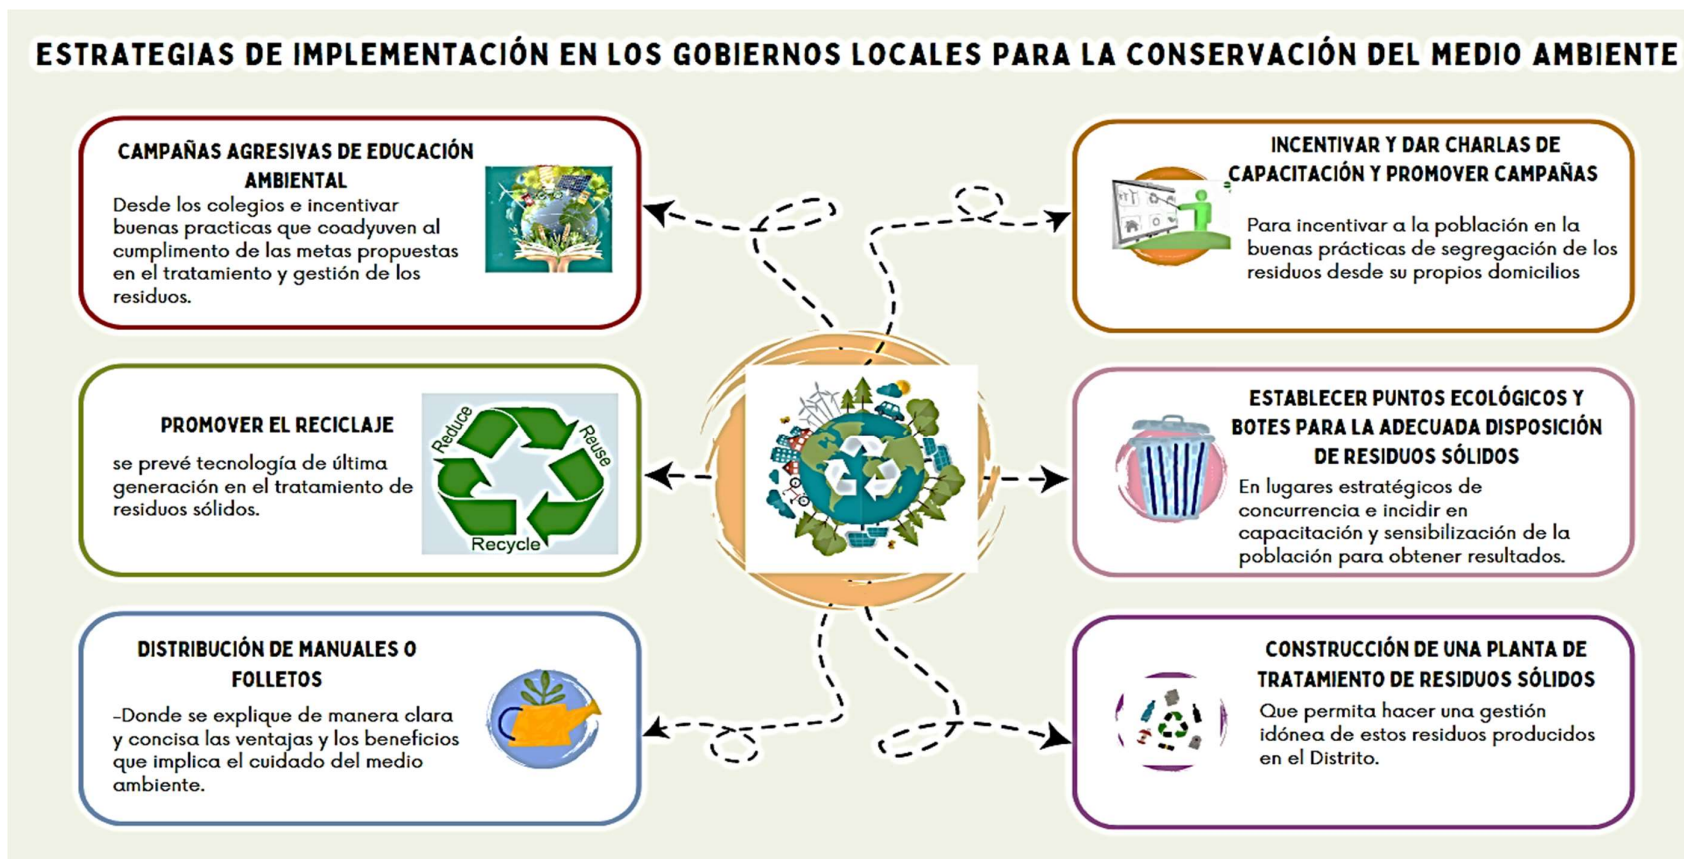 ESTRATEGIAS DE IMPLEMENTACIÓN EN LOS GOBIERNOS LOCALES PARA LA CONSERVACIÓN DEL MEDIO AMBIENTE
CAMPAÑAS AGRESIVAS DE EDUCACIÓN
AMBIENTAL
Desde los colegios e incentivar
buenas practicas que coadyuven al
cumplimento de las metas propuestas
en el tratamiento y gestión de los
residuos.
PROMOVER EL RECICLAJE
se prevé tecnología de última
generación en el tratamiento de
residuos sólidos.
Reduce
Reuse
Recycle
DISTRIBUCIÓN DE MANUALES O
FOLLETOS
-Donde se explique de manera clara
y concisa las ventajas y los beneficios
que implica el cuidado del medio
ambiente.
INCENTIVAR Y DAR CHARLAS DE
CAPACITACIÓN Y PROMOVER CAMPAÑAS
Para incentivar a la población en la
buenas prácticas de segregación de los
residuos desde su propios domicilios
ESTABLECER PUNTOS ECOLÓGICOS Y
BOTES PARA LA ADECUADA DISPOSICIÓN
DE RESIDUOS SÓLIDOS
En lugares estratégicos de
concurrencia e incidir en
capacitación y sensibilización de la
población para obtener resultados.
CONSTRUCCIÓN DE UNA PLANTA DE
TRATAMIENTO DE RESIDUOS SÓLIDOS
Que permita hacer una gestión
idónea de estos residuos producidos
en el Distrito.